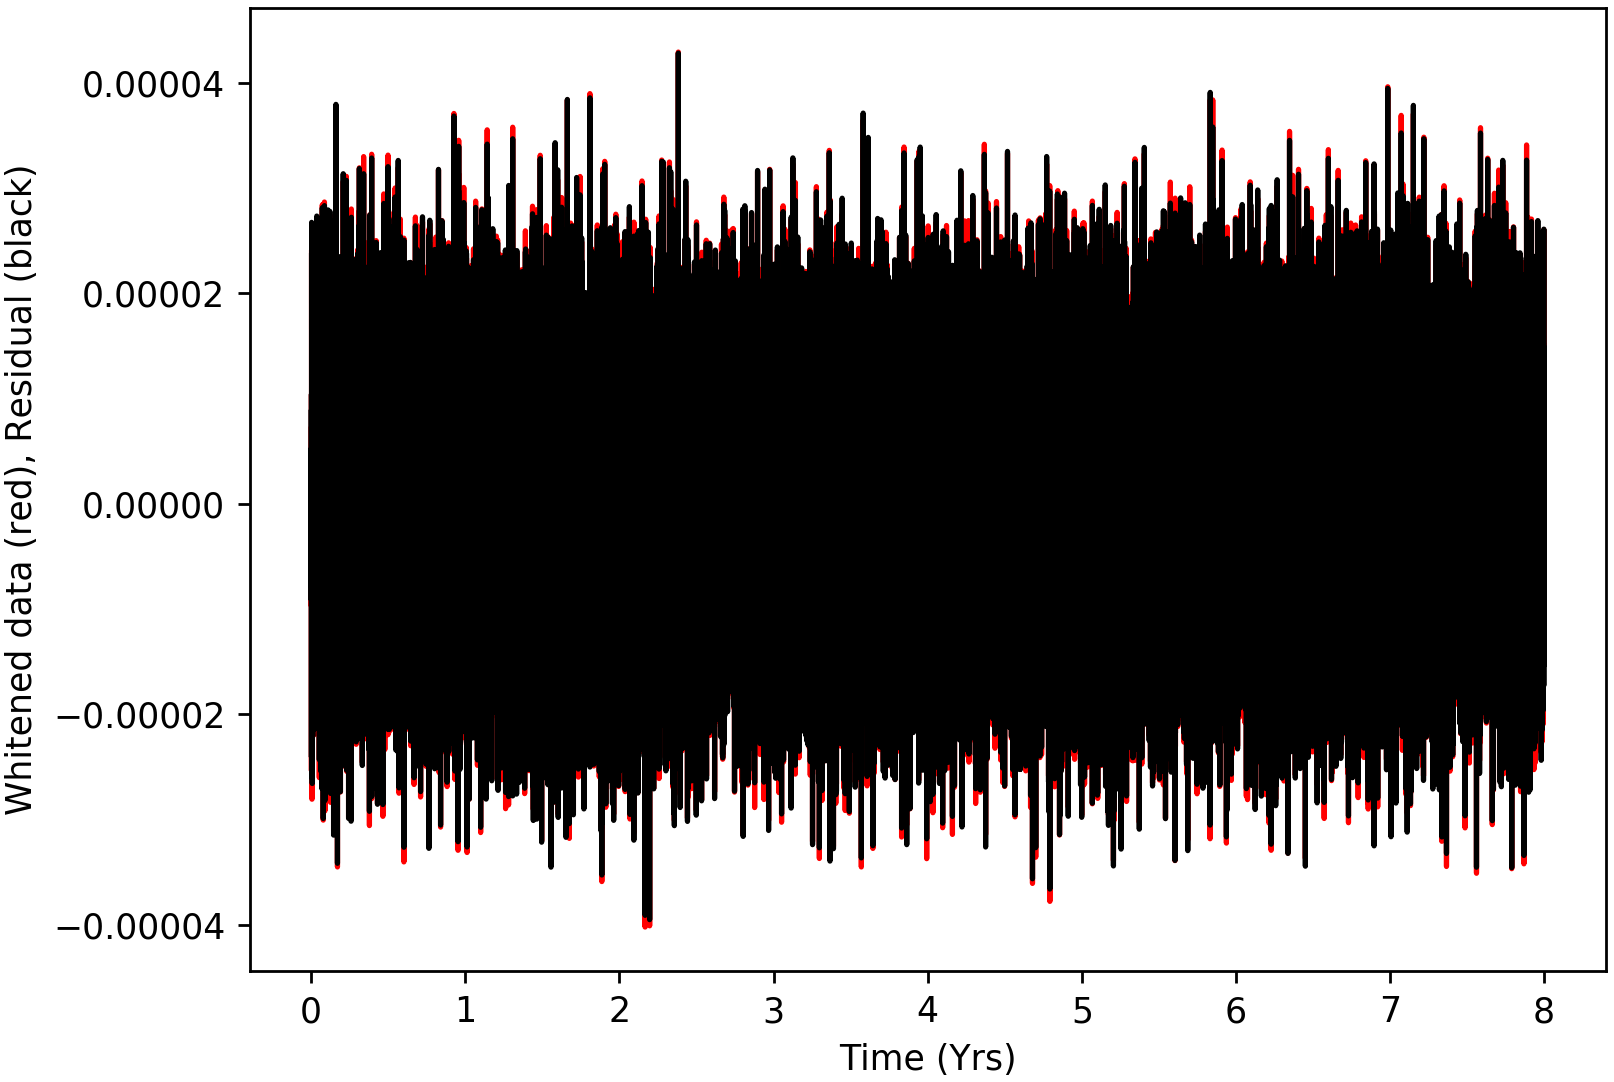 Whitened data (red), Residual (black)
0.00004
0.00002
0.00000
−0.00002
−0.00004
0 1 2 3 4 5 6 7 8
Time (Yrs)